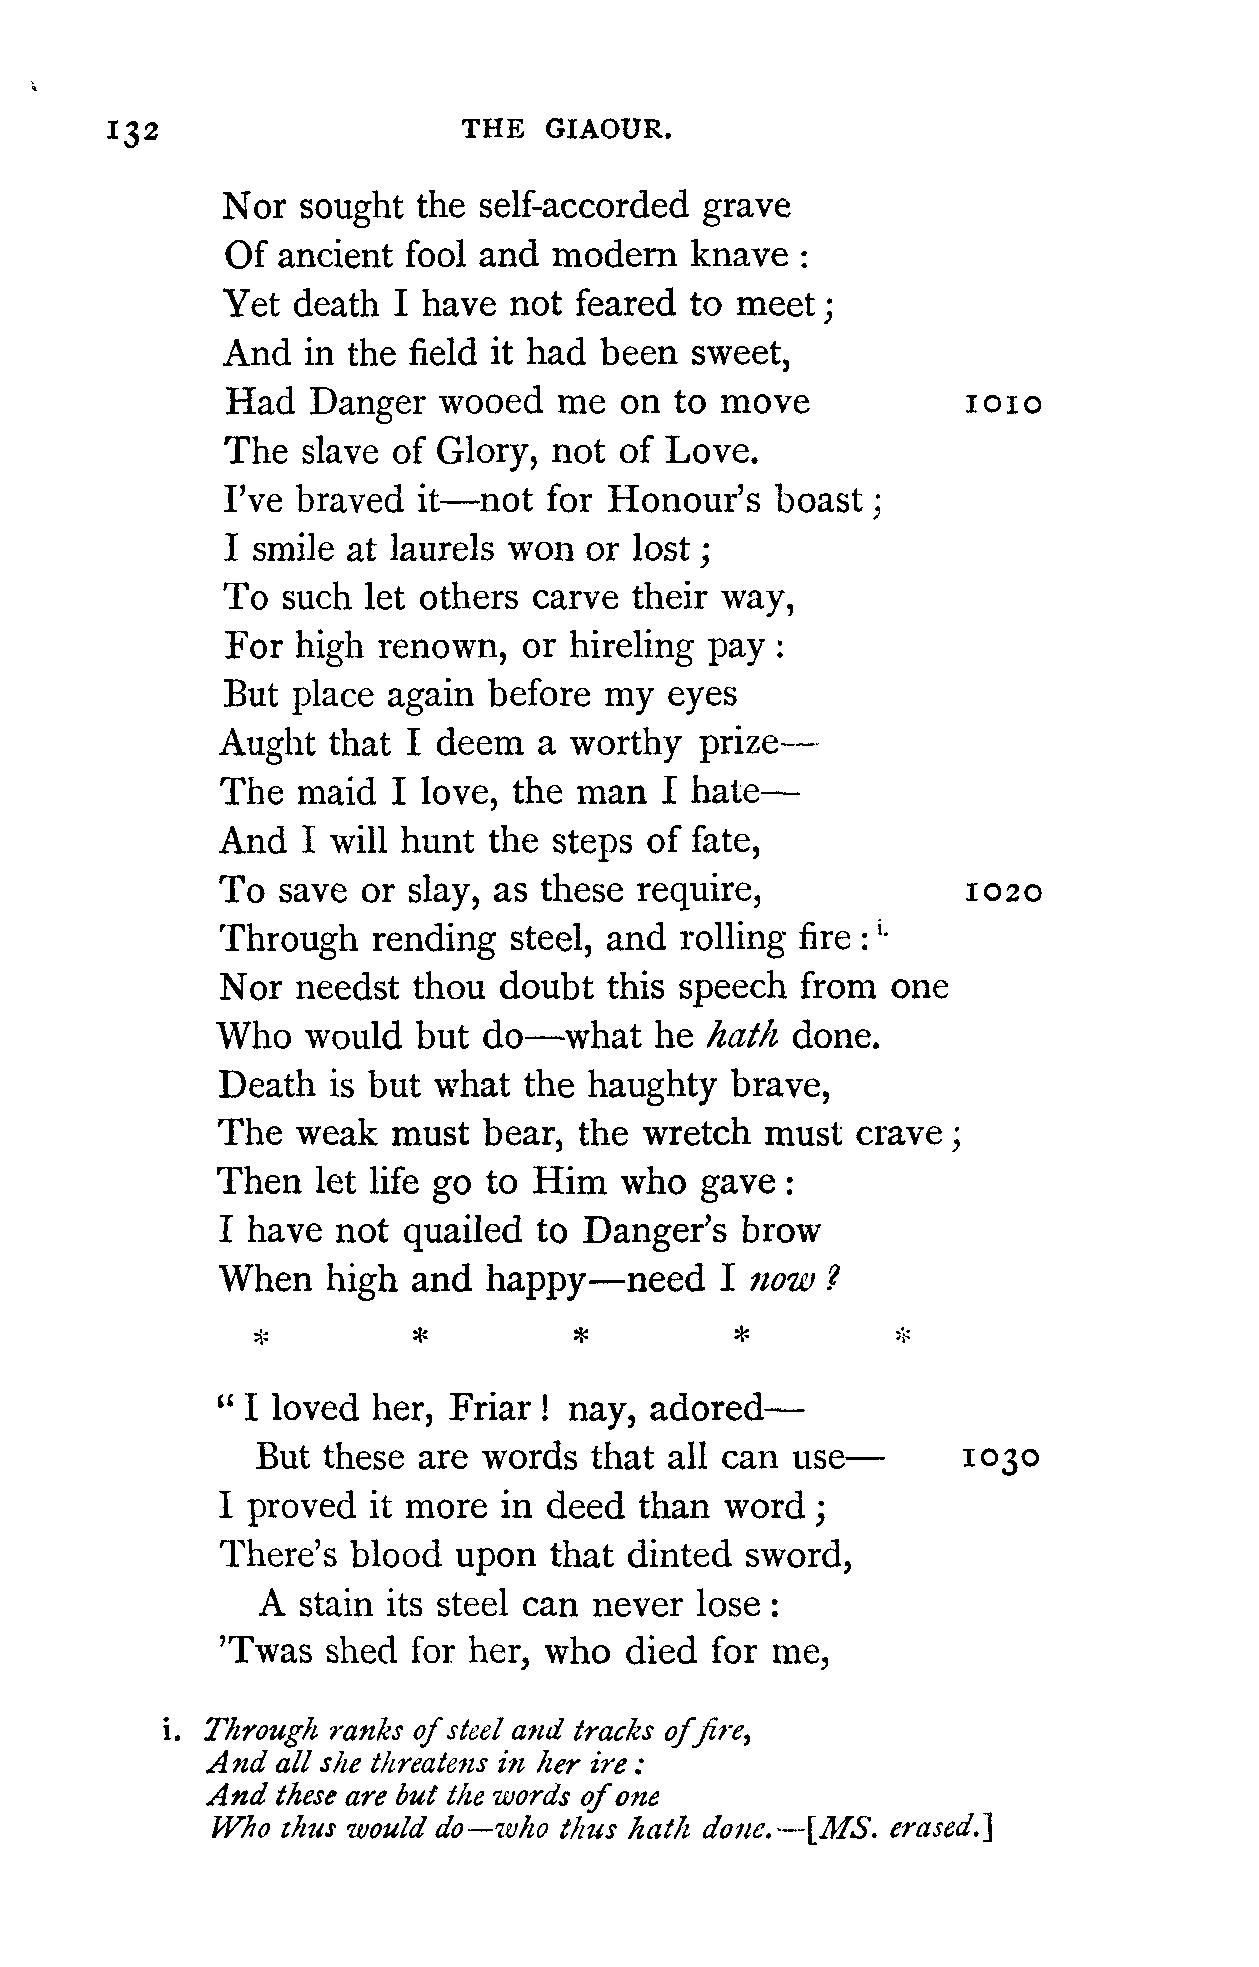 132 THE GIAOUR.
Nor sought the self-accorded grave
Of ancient fool and modern knave :
Yet death I have not feared to meet ;
And in the field it had been sweet,
Had Danger wooed me on to move 1010
The slave of Glory, not of Love.
I've braved it—not for Honour's boast ;
I smile at laurels won or lost ;
To such let others carve their way,
For high renown, or hireling pay :
But place again before my eyes
Aught that I deem a worthy prize—
The maid I love, the man I hate—
And I will hunt the steps of fate,
To save or slay, as these require, 1020
Through rending steel, and rolling fire : i.
Nor needst thou doubt this speech from one
Who would but do—what he hath done.
Death is but what the haughty brave,
The weak must bear, the wretch must crave ;
Then let life go to Him who gave :
I have not quailed to Danger's brow
When high and happy—need I now ?
* * * * *
" I loved her, Friar ! nay, adored—
But these are words that all can use— 1030
I proved it more in deed than word ;
There's blood upon that dinted sword,
A stain its steel can never lose :
'Twas shed for her, who died for me,
i. Through ranks of steel and tracks of fire,
And all she threatens in her ire :
And these are but the words of one
Who thus would do—who thus hath done.—[MS. erased.]